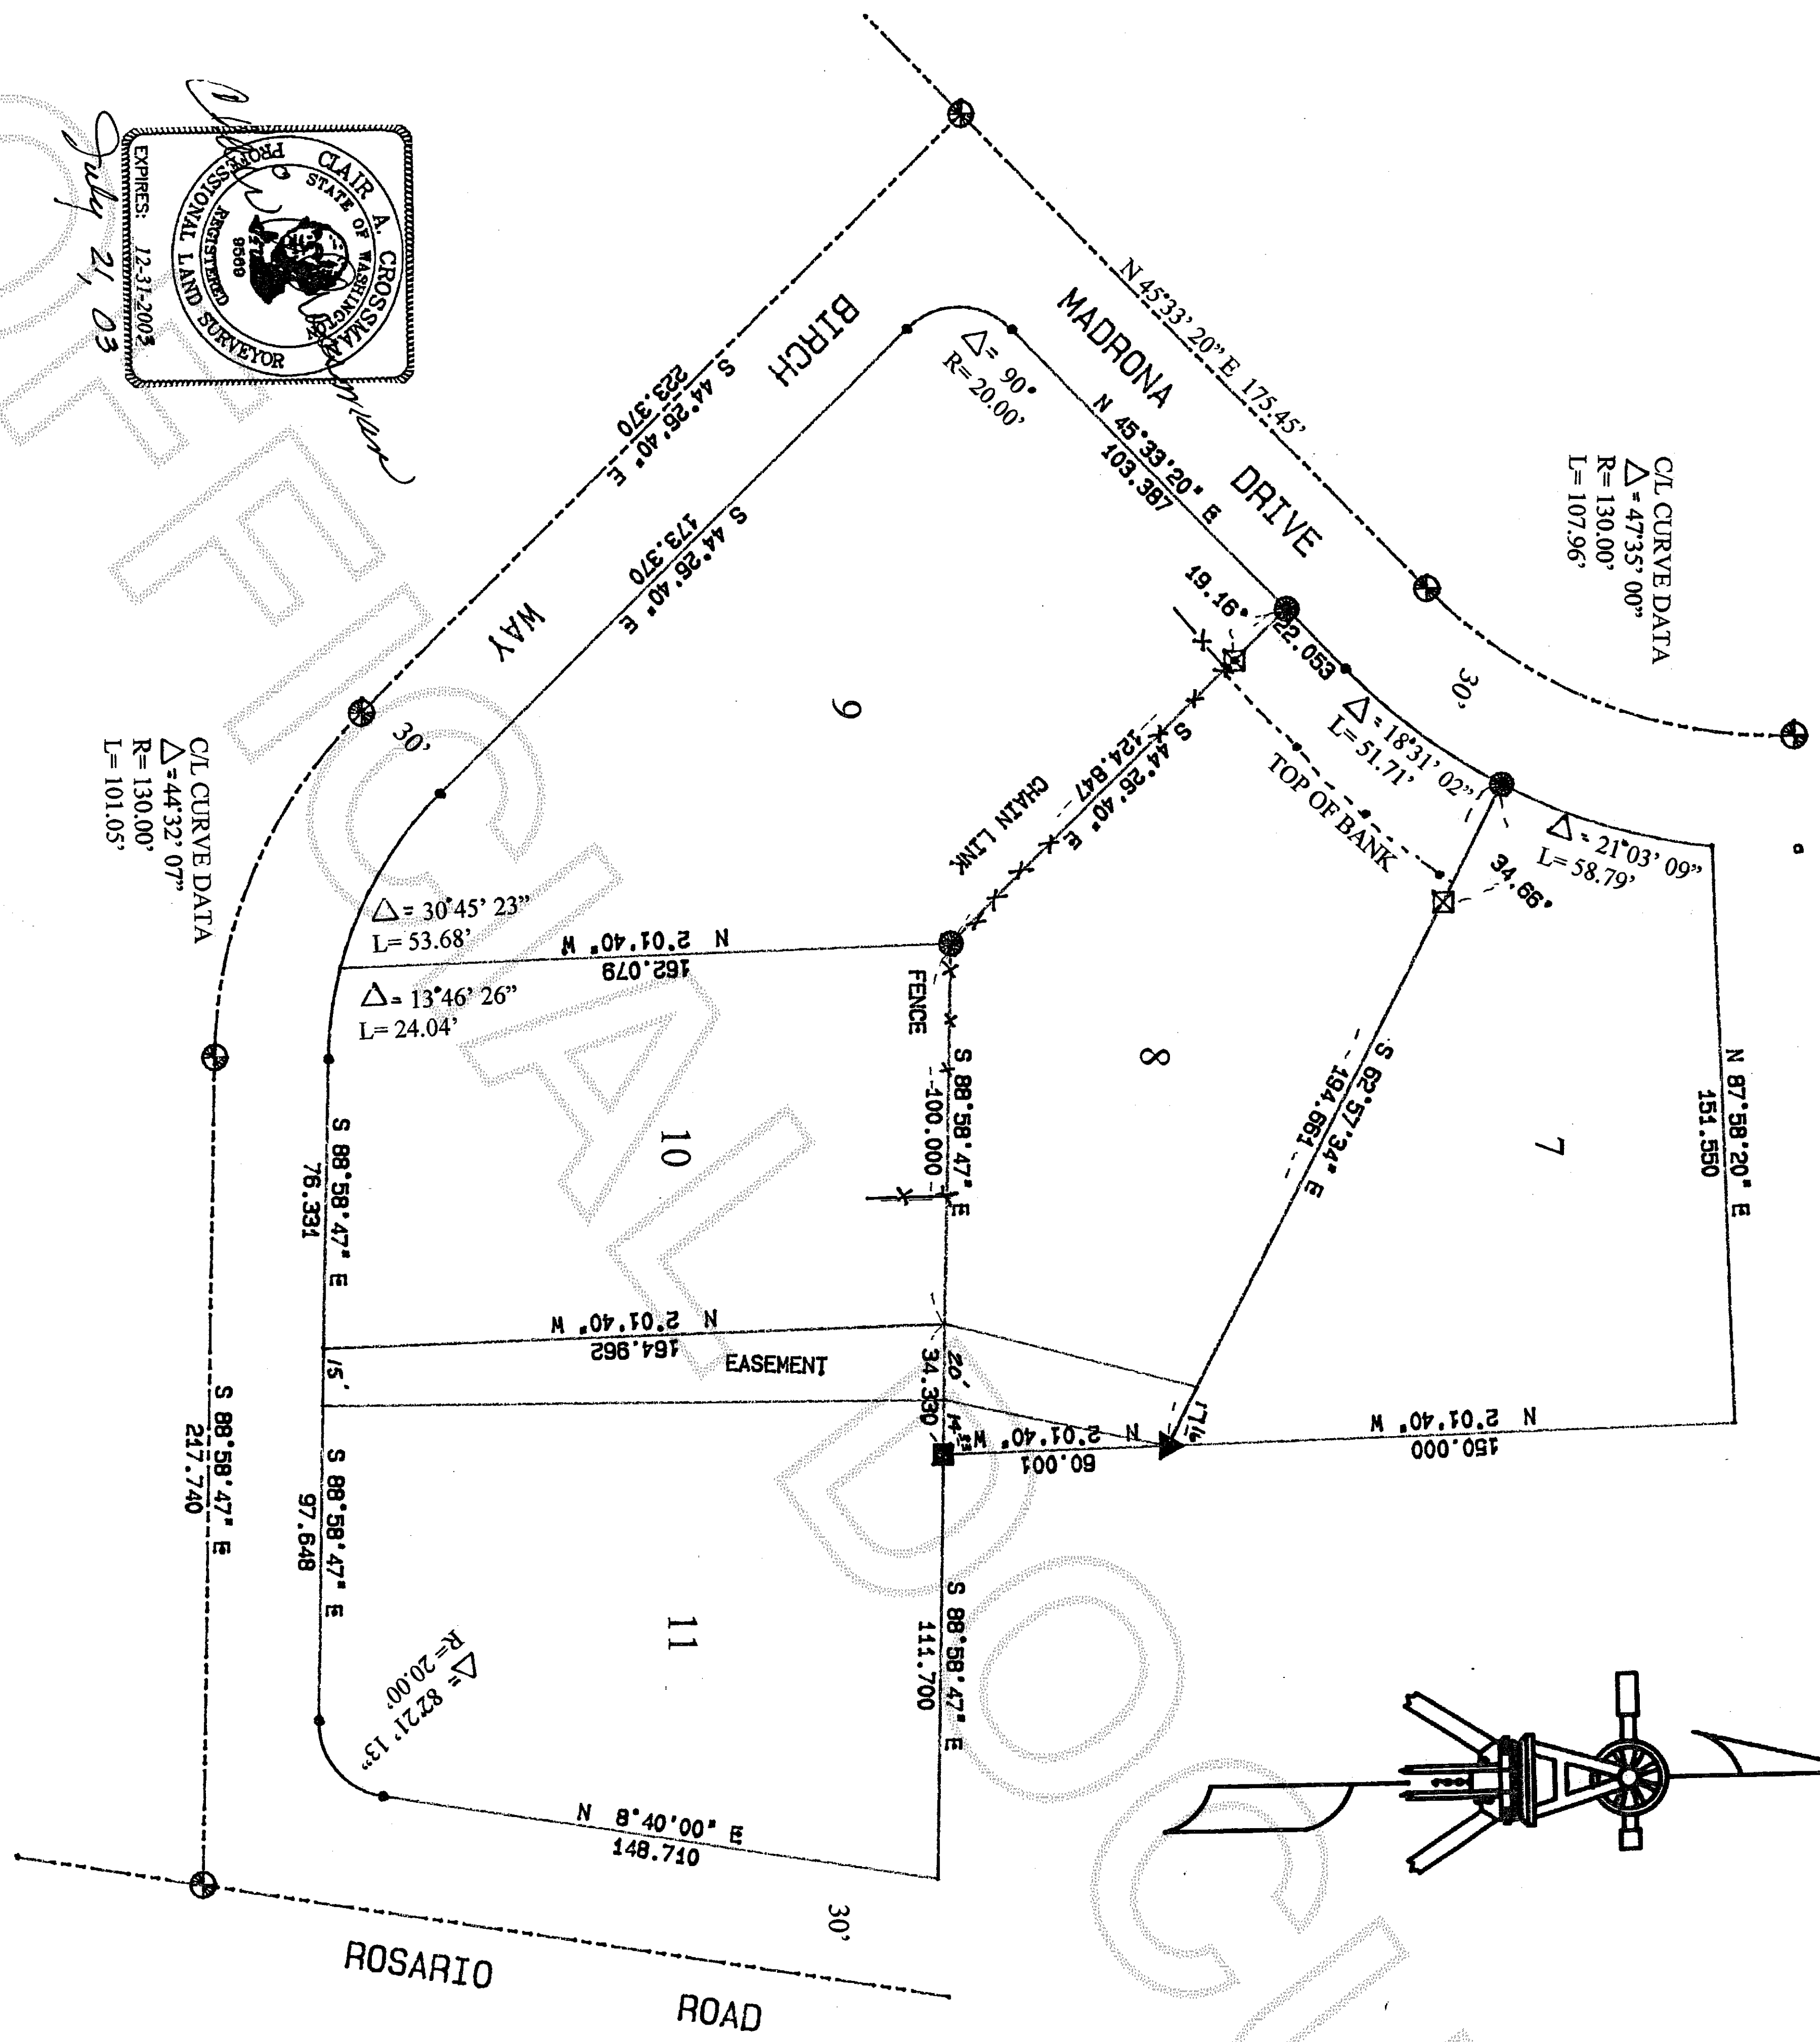 C/L CURVE DATA
△= 47°35' 00"
R= 130.00'
L= 107.96'
N 45°33' 20" E 175.45'
MADRONA DRIVE
N 45°33'20" E
103.387
△= 90°
R= 20.00'
BIRCH WAY
S 44°26'40" E
223.370
S 44°26'40" E
173.370
30'
19.16'
22.053
30'
△= 18°31' 02"
L= 51.71'
TOP OF BANK
△= 21°03' 09"
L= 58.79'
34.66'
N 87°58'20" E
151.550
7
S 62°57'34" E
194.661
N 2°01'40" W
150.000
17.16
8
9
S 44°26'40" E
124.847
CHAIN LINK
FENCE
S 88°58'47" E
100.000
20'
34.330
14.33
N 2°01'40" W
60.001
N 2°01'40" W
162.079
10
N 2°01'40" W
164.962
EASEMENT
15'
11
S 88°58'47" E
111.700
N 8°40'00" E
148.710
△= 82°21' 13"
R= 20.00'
△= 30°45' 23"
L= 53.68'
△= 13°46' 26"
L= 24.04'
S 88°58'47" E
76.331
S 88°58'47" E
97.648
S 88°58'47" E
217.740
C/L CURVE DATA
△=44°32' 07"
R= 130.00'
L= 101.05'
30'
ROSARIO ROAD
CLAIR A. CROSSMAN
STATE OF WASHINGTON
9569
REGISTERED
PROFESSIONAL LAND SURVEYOR
EXPIRES: 12-31-2003
July 21, 03
OFFICIAL DOC